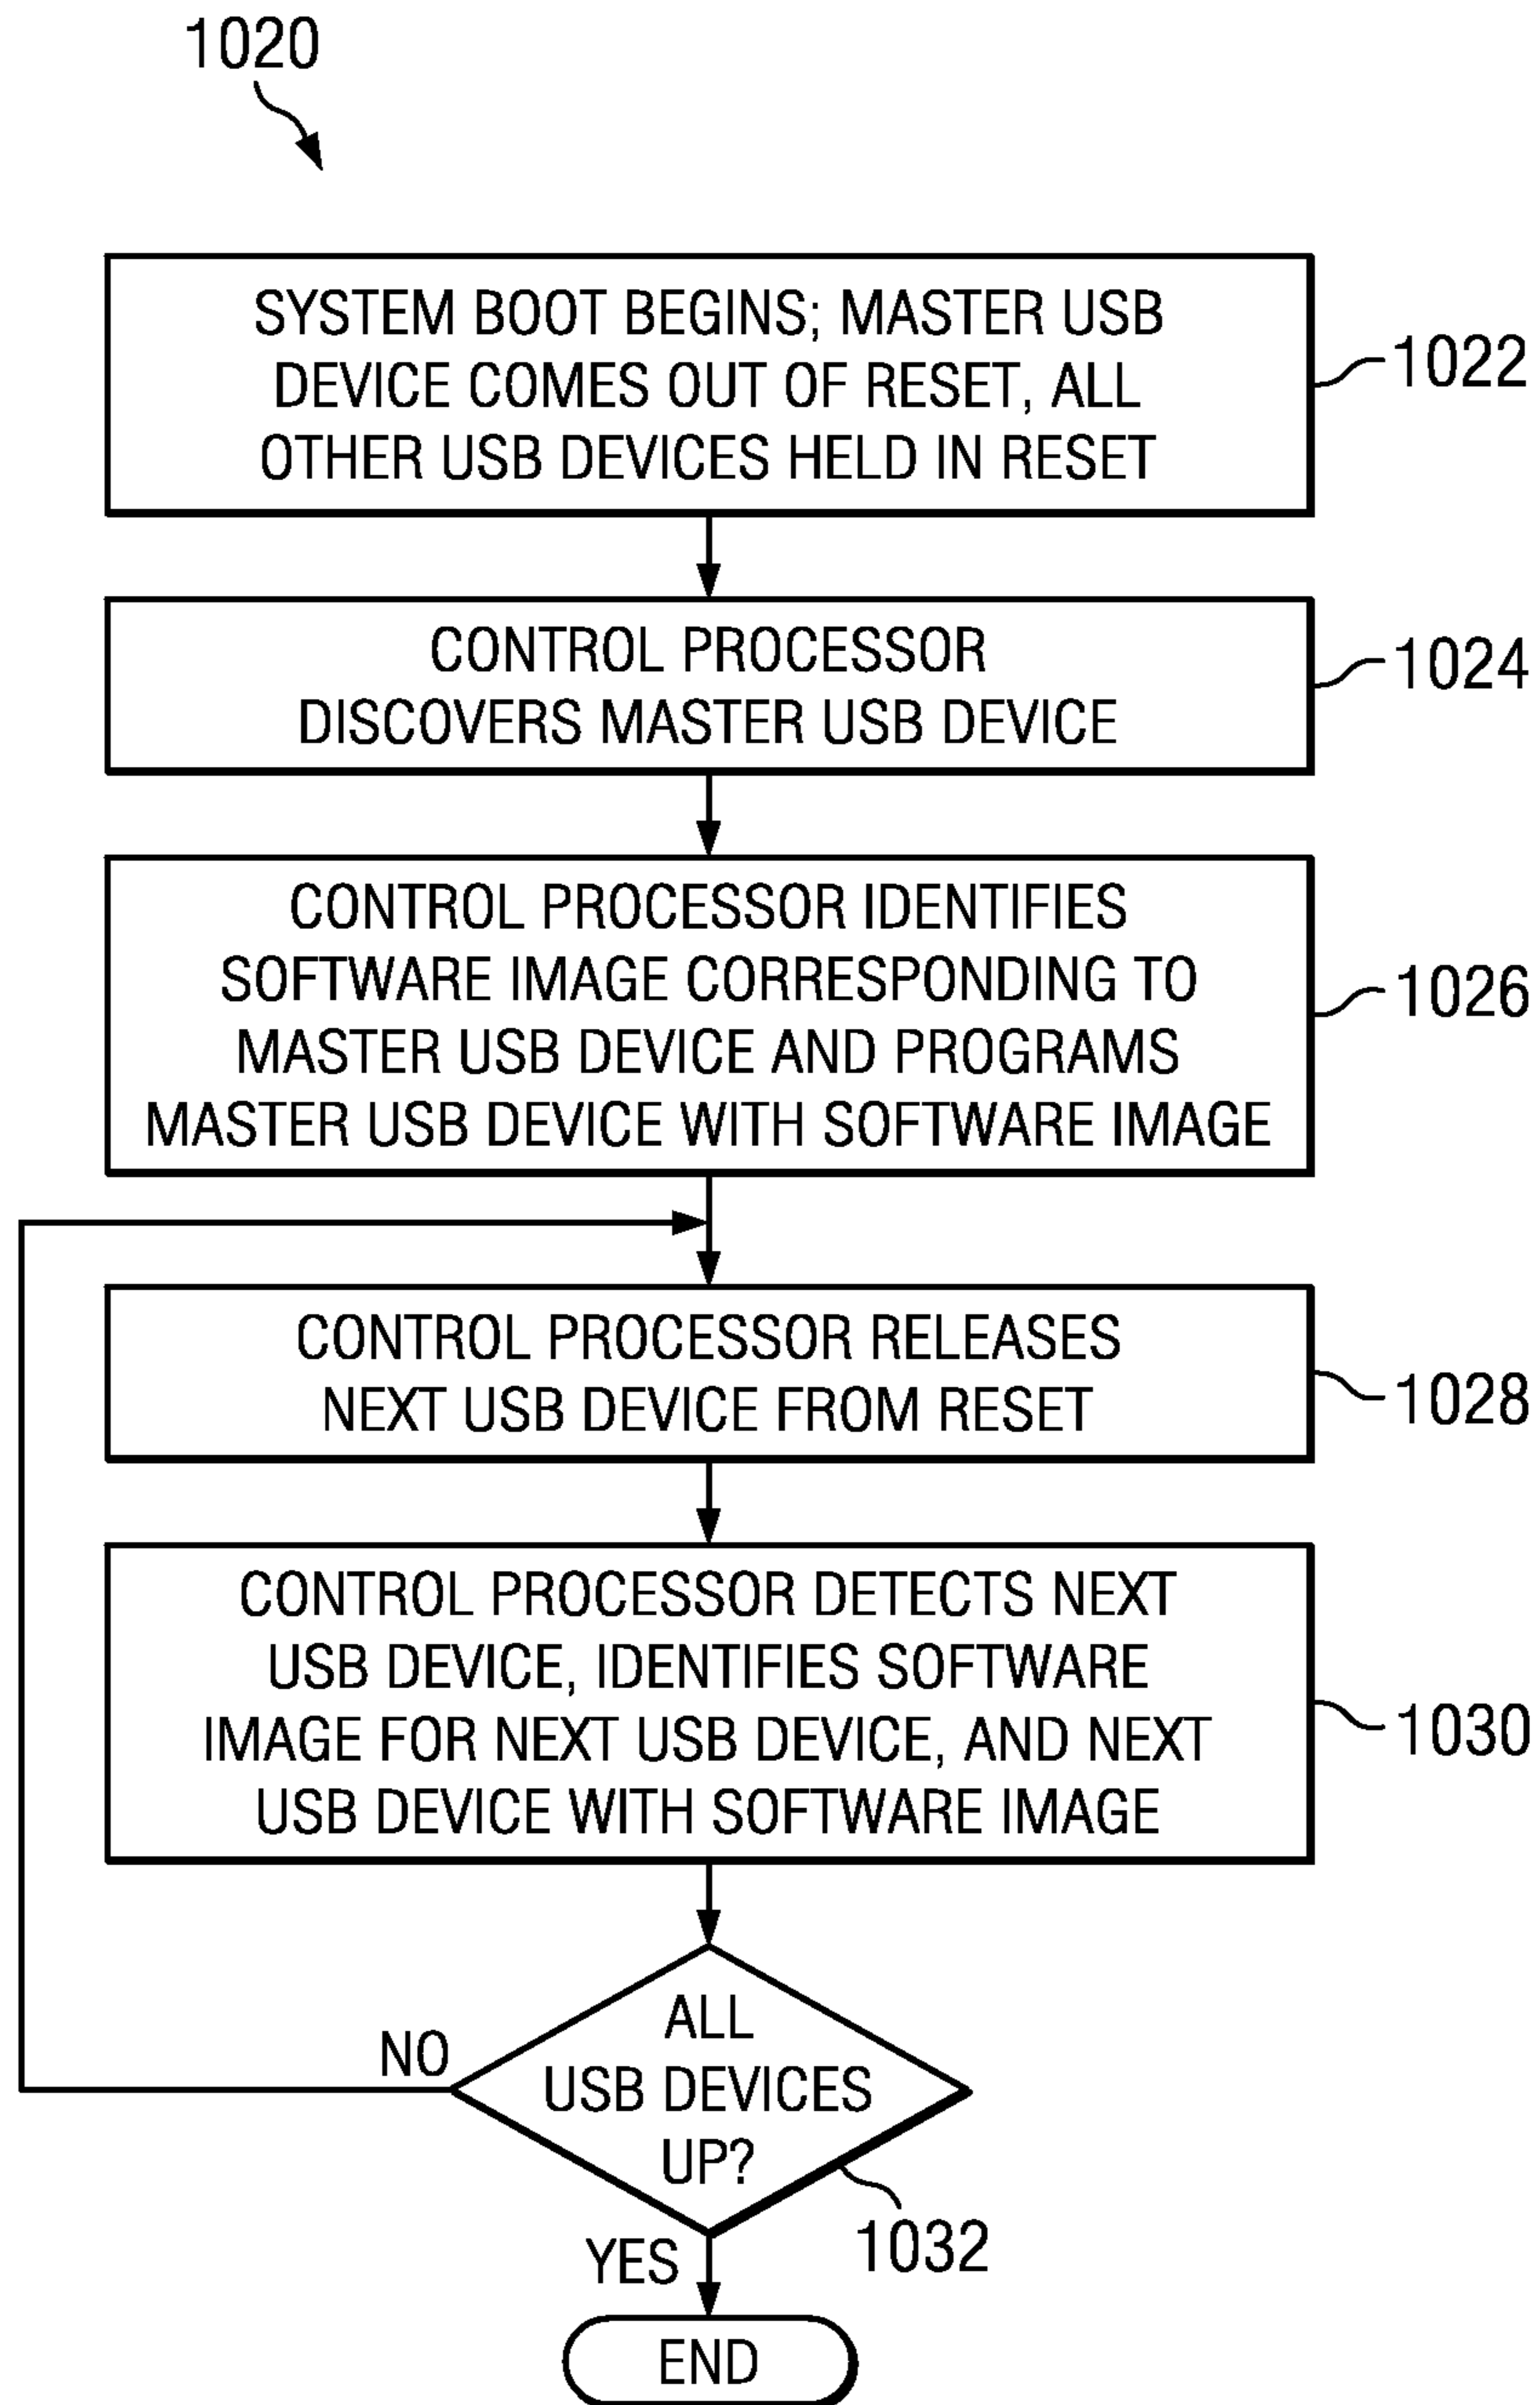 1020
SYSTEM BOOT BEGINS; MASTER USB
DEVICE COMES OUT OF RESET, ALL
OTHER USB DEVICES HELD IN RESET
1022
CONTROL PROCESSOR
DISCOVERS MASTER USB DEVICE
1024
CONTROL PROCESSOR IDENTIFIES
SOFTWARE IMAGE CORRESPONDING TO
MASTER USB DEVICE AND PROGRAMS
MASTER USB DEVICE WITH SOFTWARE IMAGE
1026
CONTROL PROCESSOR RELEASES
NEXT USB DEVICE FROM RESET
1028
CONTROL PROCESSOR DETECTS NEXT
USB DEVICE, IDENTIFIES SOFTWARE
IMAGE FOR NEXT USB DEVICE, AND NEXT
USB DEVICE WITH SOFTWARE IMAGE
1030
ALL
USB DEVICES
UP?
NO
1032
YES
END